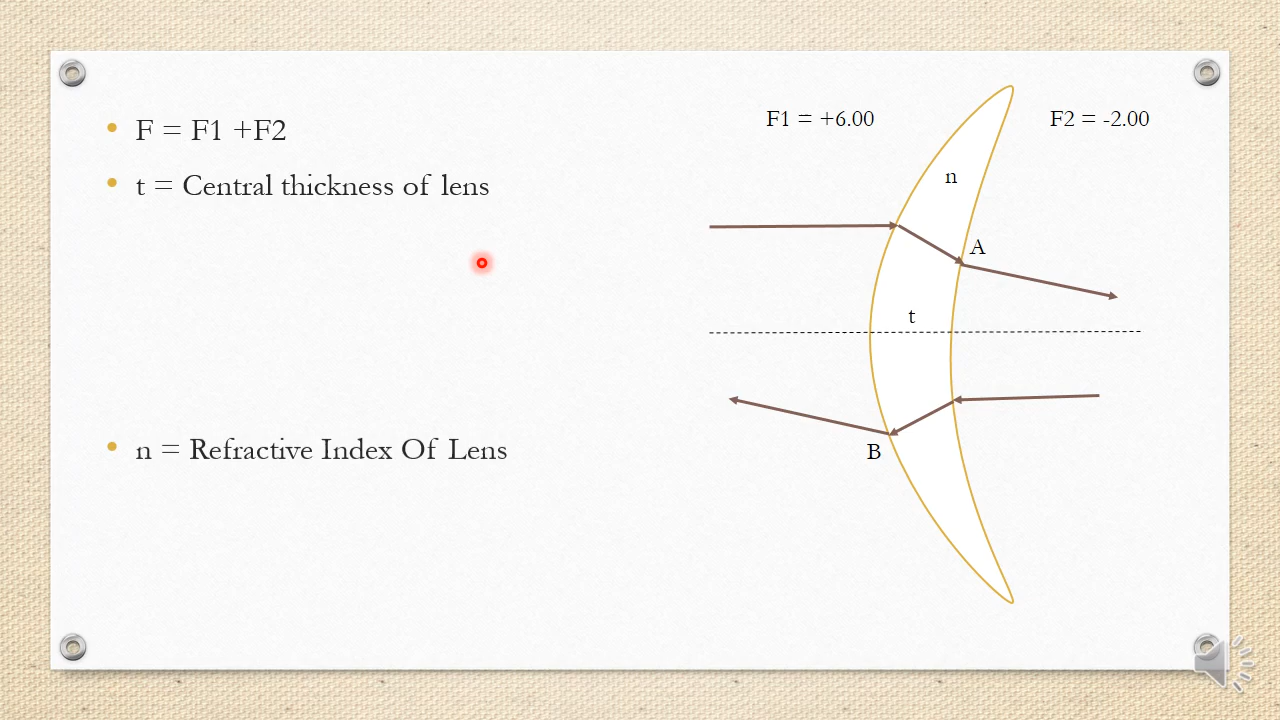 F = F1 +F2
t = Central thickness of lens
n = Refractive Index Of Lens
F1 = +6.00
F2 = -2.00
n
A
t
B